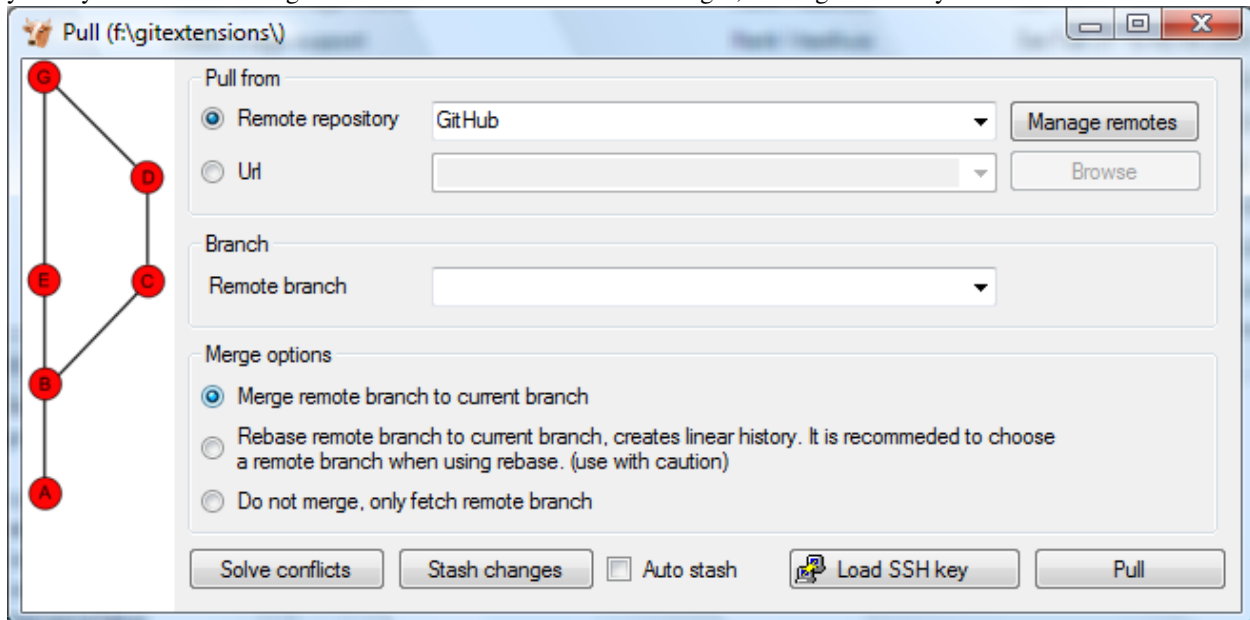 Pull (f:\gitextensions\)
G
D
E
C
B
A
Pull from
Remote repository
GitHub
Manage remotes
Url
Browse
Branch
Remote branch
Merge options
Merge remote branch to current branch
Rebase remote branch to current branch, creates linear history. It is recommeded to choose
a remote branch when using rebase. (use with caution)
Do not merge, only fetch remote branch
Solve conflicts
Stash changes
Auto stash
Load SSH key
Pull